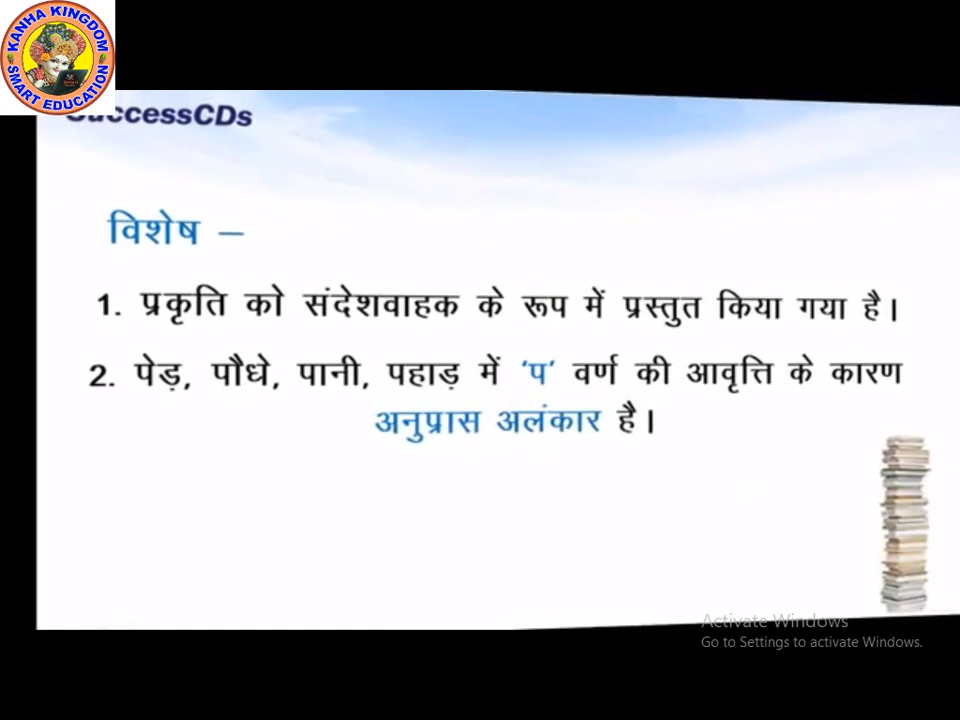 KANHA KINGDOM
SMART EDUCATION
SuccessCDs
विशेष –
1. प्रकृति को संदेशवाहक के रूप में प्रस्तुत किया गया है।
2. पेड़, पौधे, पानी, पहाड़ में ‘प’ वर्ण की आवृत्ति के कारण
अनुप्रास अलंकार है।
Activate Windows
Go to Settings to activate Windows.